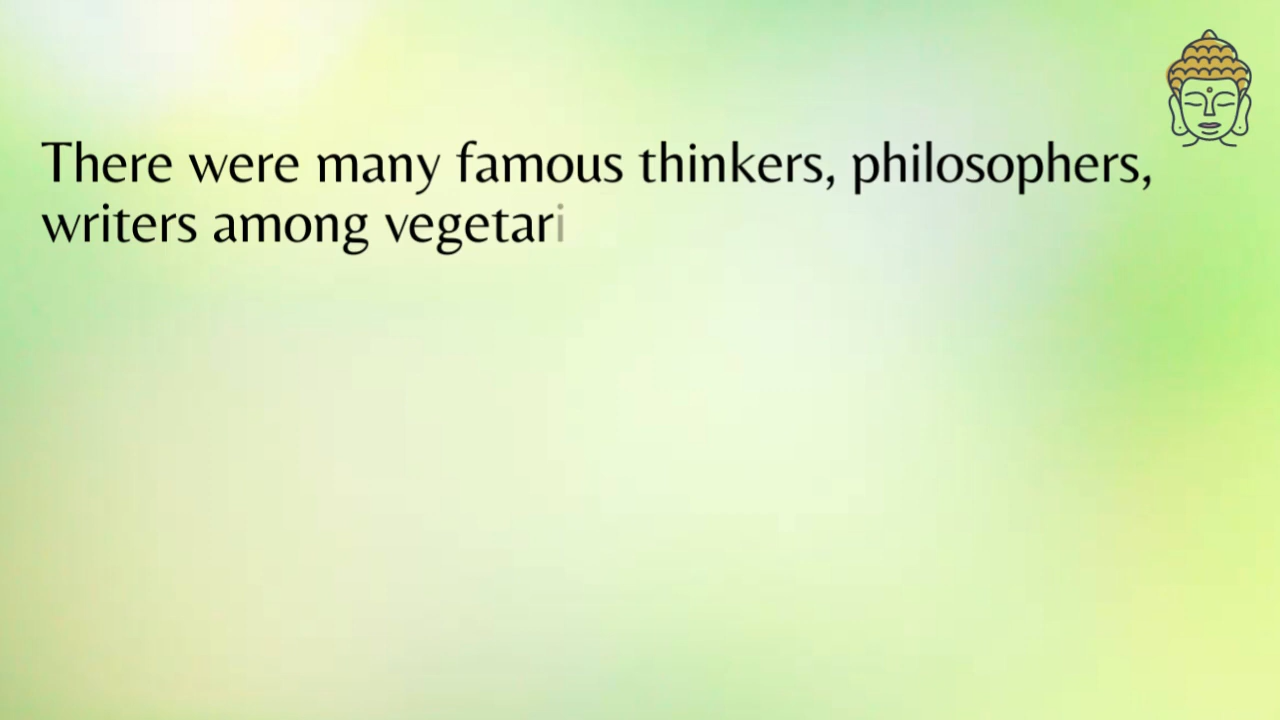 There were many famous thinkers, philosophers,
writers among vegetari